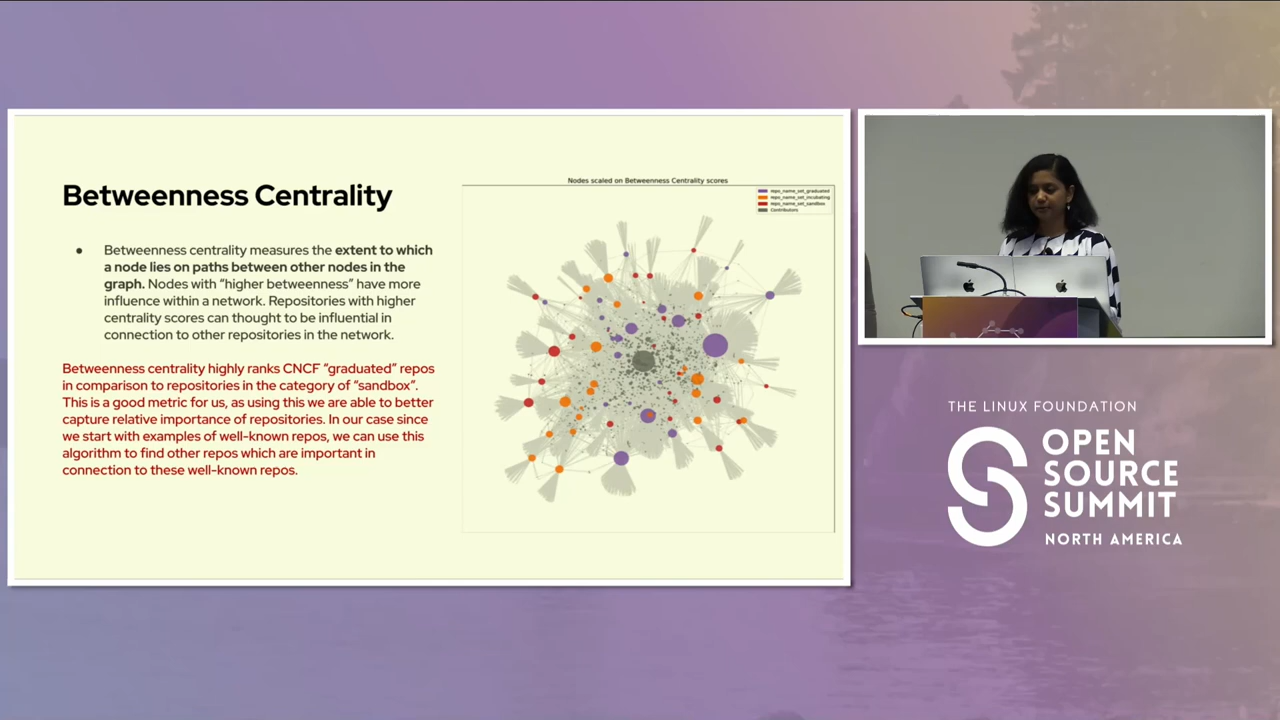 Betweenness Centrality
● Betweenness centrality measures the extent to which
a node lies on paths between other nodes in the
graph. Nodes with “higher betweenness” have more
influence within a network. Repositories with higher
centrality scores can thought to be influential in
connection to other repositories in the network.
Betweenness centrality highly ranks CNCF “graduated” repos
in comparison to repositories in the category of “sandbox”.
This is a good metric for us, as using this we are able to better
capture relative importance of repositories. In our case since
we start with examples of well-known repos, we can use this
algorithm to find other repos which are important in
connection to these well-known repos.
Nodes scaled on Betweenness Centrality scores
repo_name_set_graduated
repo_name_set_incubating
repo_name_set_sandbox
Contributors
THE LINUX FOUNDATION
OPEN
SOURCE
SUMMIT
NORTH AMERICA